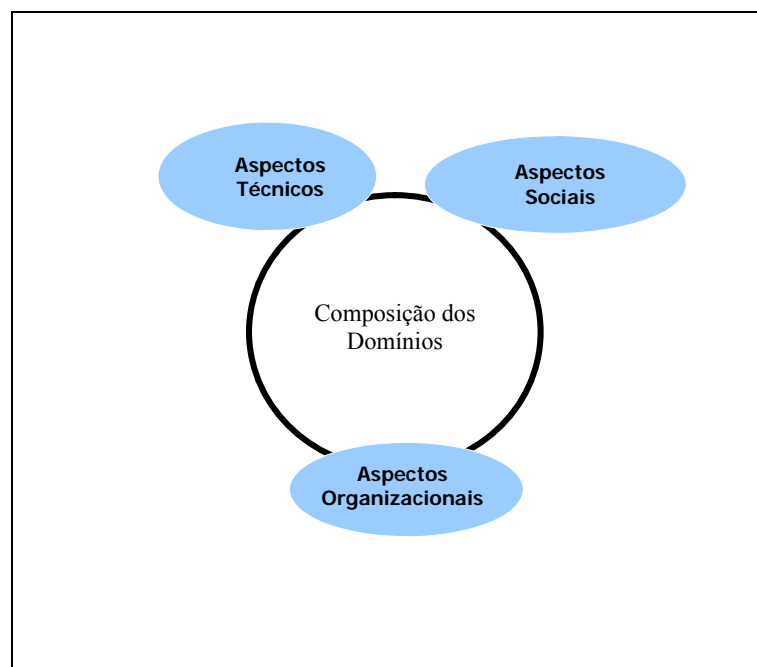 Aspectos
Técnicos
Aspectos
Sociais
Composição dos
Domínios
Aspectos
Organizacionais